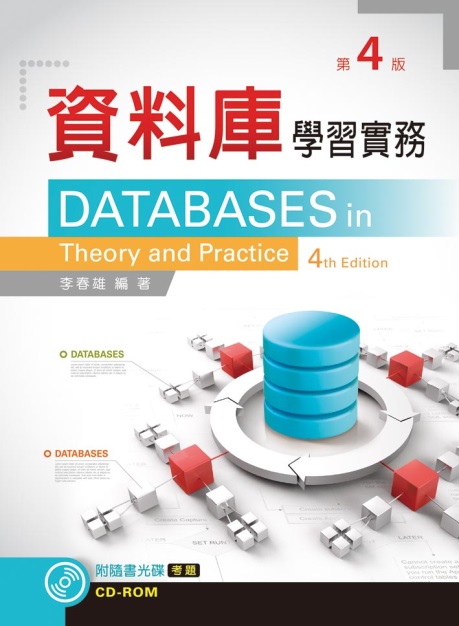 第4版
資料庫 學習實務
DATABASES in
Theory and Practice 4th Edition
李春雄 編著
DATABASES
DATABASES
附隨書光碟 考題
CD-ROM